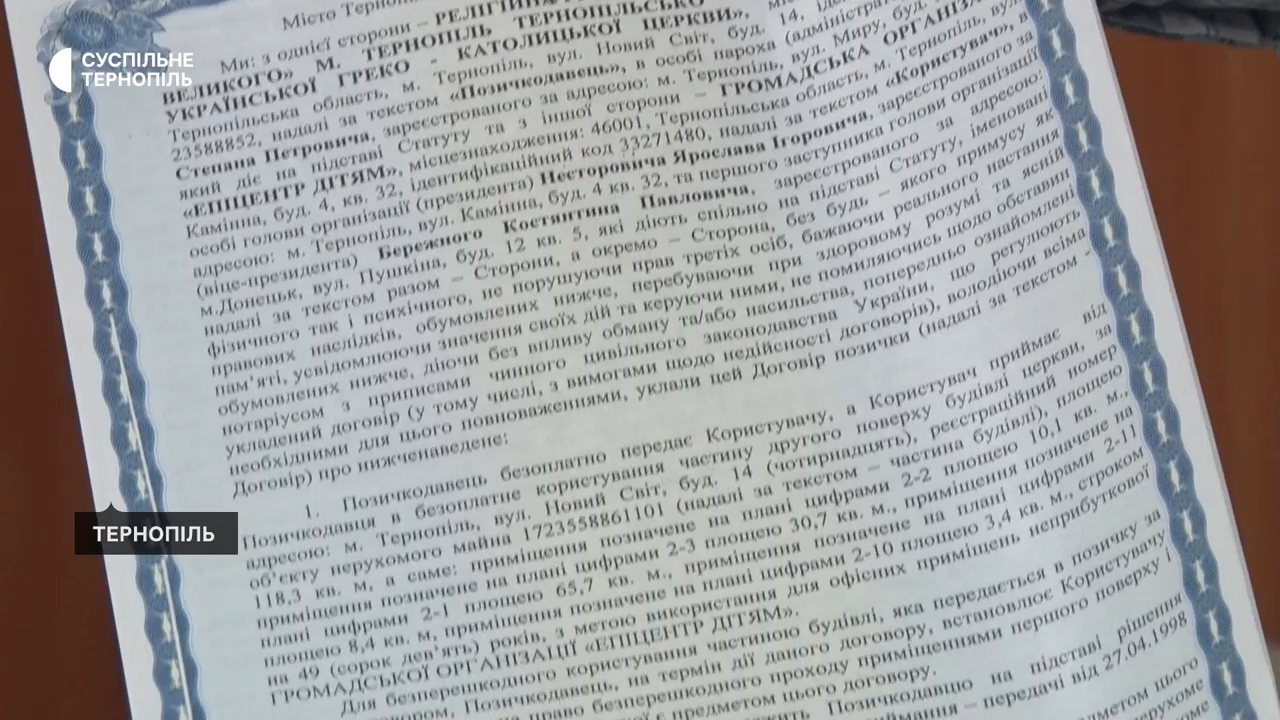 СУСПІЛЬНЕ
ТЕРНОПІЛЬ
Місто
Ми: з однієї сторони –
ВЕЛИКОГО» М. ТЕРНОПІЛЬ
УКРАЇНСЬКОЇ ГРЕКО - КАТОЛИЦЬКОЇ ЦЕРКВИ»,
Тернопільська область, м. Тернопіль, вул. Новий Світ, буд. 14,
23588852, надалі за текстом «Позичкодавець», в особі пароха
Степана Петровича, зареєстрованого за адресою: м. Тернопіль, вул. Миру, буд.
який діє на підставі Статуту та з іншої сторони – ГРОМАДСЬКА
«ЕПІЦЕНТР ДІТЯМ», місцезнаходження: 46001, Тернопільська область, м. Тернопіль, вул.
Камінна, буд. 4, кв. 32, ідентифікаційний код 33271480, надалі за текстом «Користувач», в
особі голови організації (президента) Несторовича Ярослава Ігоровича, зареєстрованого за
адресою: м. Тернопіль, вул. Камінна, буд. 4 кв. 32, та першого заступника голови організації
(віце-президента) Бережного Костянтина Павловича, зареєстрованого за адресою:
м.Донецьк, вул. Пушкіна, буд. 12 кв. 5, які діють спільно на підставі Статуту, іменовані
надалі за текстом разом – Сторони, а окремо – Сторона, без будь – якого примусу як
фізичного так і психічного, не порушуючи прав третіх осіб, бажаючи реального настання
правових наслідків, обумовлених нижче, перебуваючи при здоровому розумі та ясній
пам’яті, усвідомлюючи значення своїх дій та керуючи ними, не помиляючись щодо обставин
обумовлених нижче, діючи без впливу обману та/або насильства, попередньо ознайомлені
нотаріусом з приписами чинного цивільного законодавства України, що регулюють
укладений договір (у тому числі, з вимогами щодо недійсності договорів), володіючи всіма
необхідними для цього повноваженнями, уклали цей Договір позички (надалі за текстом -
Договір) про нижченаведене:
1. Позичкодавець безоплатно передає Користувачу, а Користувач приймає від
Позичкодавця в безоплатне користування частину другого поверху будівлі церкви, за
адресою: м. Тернопіль, вул. Новий Світ, буд. 14 (чотирнадцять), реєстраційний номер
об’єкту нерухомого майна 1723558861101 (надалі за текстом – частина будівлі), площею
118,3 кв. м, а саме: приміщення позначене на плані цифрами 2-2 площею 10,1 кв. м.,
приміщення позначене на плані цифрами 2-3 площею 30,7 кв. м., приміщення позначене на
плані цифрами 2-1 площею 65,7 кв. м., приміщення позначене на плані цифрами 2-11
площею 8,4 кв. м, приміщення позначене на плані цифрами 2-10 площею 3,4 кв. м., строком
на 49 (сорок дев’ять) років, з метою використання для офісних приміщень неприбуткової
ГРОМАДСЬКОЇ ОРГАНІЗАЦІЇ «ЕПІЦЕНТР ДІТЯМ».
Для безперешкодного користування частиною будівлі, яка передається в позичку за
Позичкодавець, на термін дії даного договору, встановлює Користувачу
право безперешкодного проходу приміщеннями першого поверху і
є предметом цього договору.
Позичкодавцю на підставі рішення
передачі від 27.04.1998
цього
ТЕРНОПІЛЬ